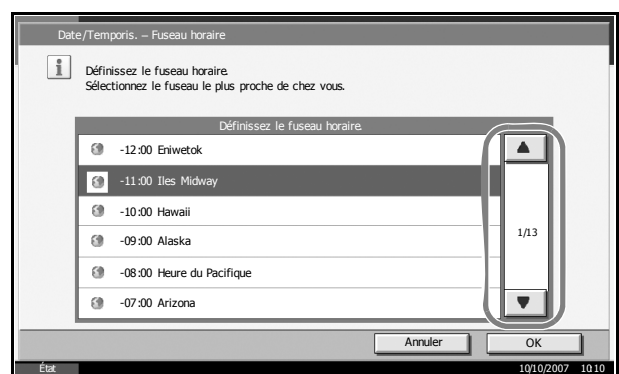 Date/Temporis. – Fuseau horaire
Définissez le fuseau horaire.
Sélectionnez le fuseau le plus proche de chez vous.
Définissez le fuseau horaire.
-12:00 Eniwetok
-11:00 Iles Midway
-10:00 Hawaii
-09:00 Alaska
-08:00 Heure du Pacifique
-07:00 Arizona
1/13
Annuler
OK
État
10/10/2007 10:10